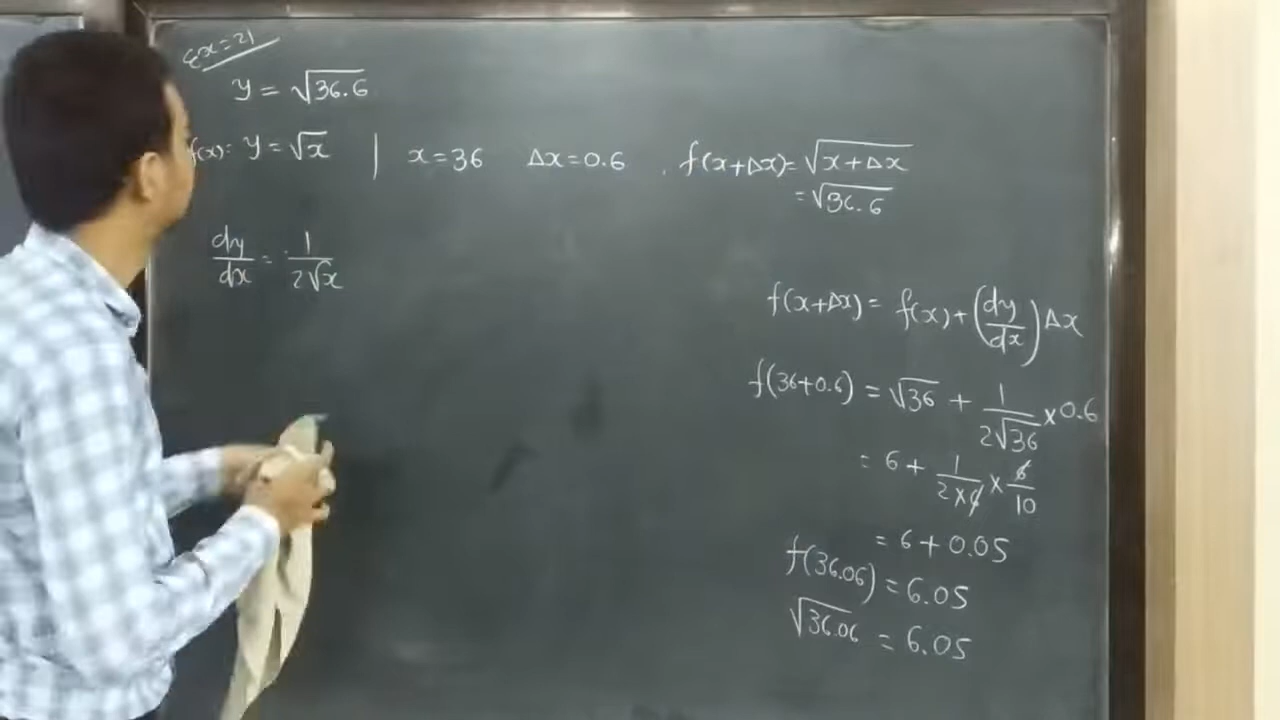 Ex=21
y = √36.6
f(x)= y = √x | x=36 Δx=0.6 , f(x+Δx)= √x+Δx
= √36.6
dy/dx = 1/2√x
f(x+Δx)= f(x)+(dy/dx)Δx
f(36+0.6) = √36 + 1/2√36 × 0.6
= 6+ 1/2×6 × 6/10
= 6+0.05
f(36.06) = 6.05
√36.06 = 6.05